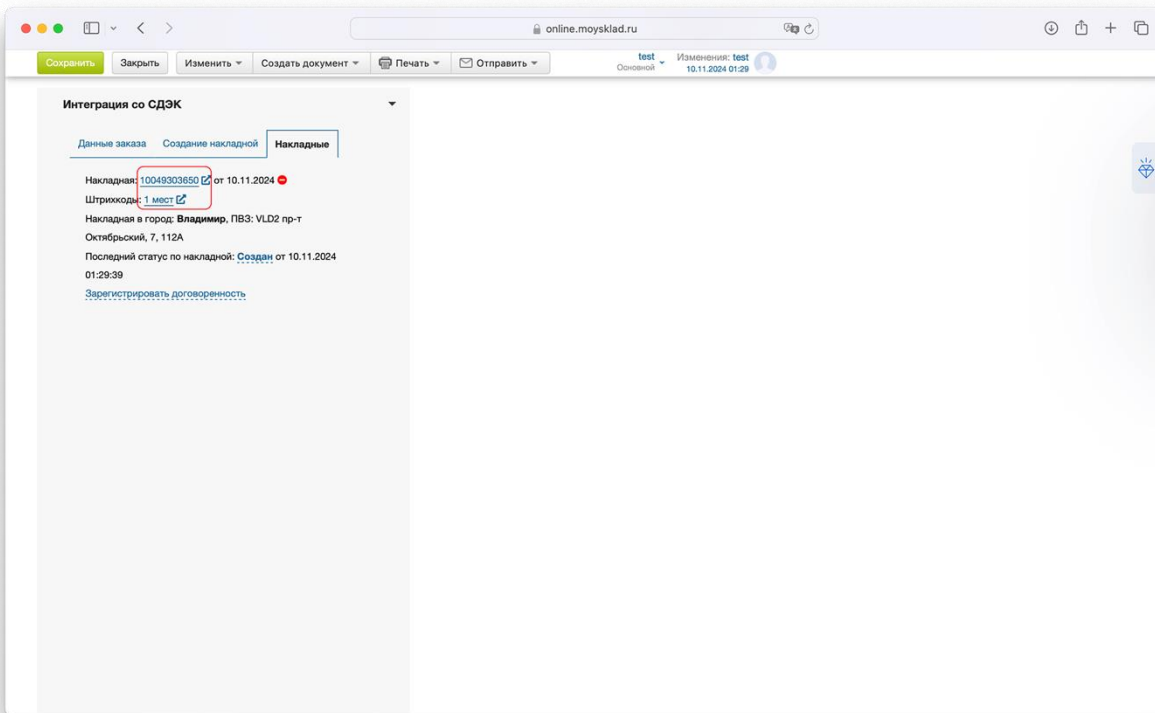 online.moysklad.ru
Сохранить Закрыть Изменить Создать документ Печать Отправить test Изменения: test
Основной 10.11.2024 01:29
Интеграция со СДЭК
Данные заказа Создание накладной Накладные
Накладная: 10049303650 от 10.11.2024
Штрихкоды: 1 мест
Накладная в город: Владимир, ПВЗ: VLD2 пр-т
Октябрьский, 7, 112А
Последний статус по накладной: Создан от 10.11.2024
01:29:39
Зарегистрировать договоренность